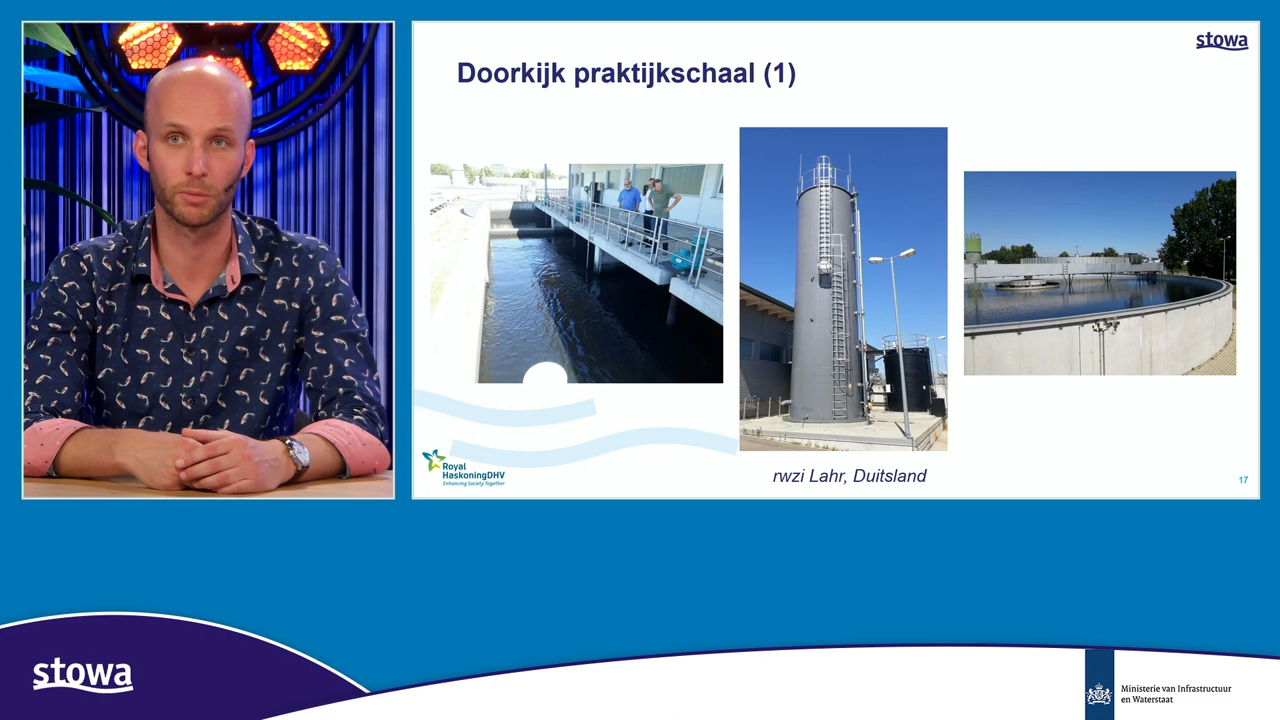 stowa
Doorkijk praktijkschaal (1)
Royal
HaskoningDHV
Enhancing Society Together
rwzi Lahr, Duitsland
17
stowa
Ministerie van Infrastructuur
en Waterstaat